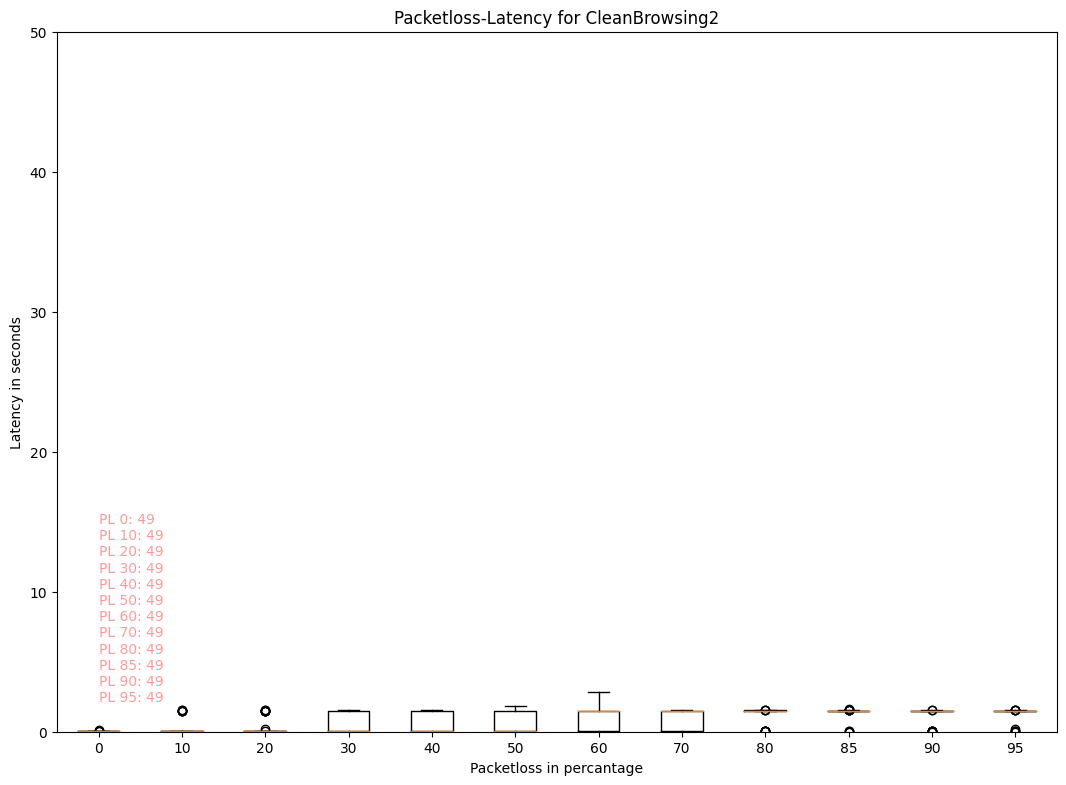 Packetloss-Latency for CleanBrowsing2
50
40
30
20
10
0
Latency in seconds
PL 0: 49
PL 10: 49
PL 20: 49
PL 30: 49
PL 40: 49
PL 50: 49
PL 60: 49
PL 70: 49
PL 80: 49
PL 85: 49
PL 90: 49
PL 95: 49
0 10 20 30 40 50 60 70 80 85 90 95
Packetloss in percantage